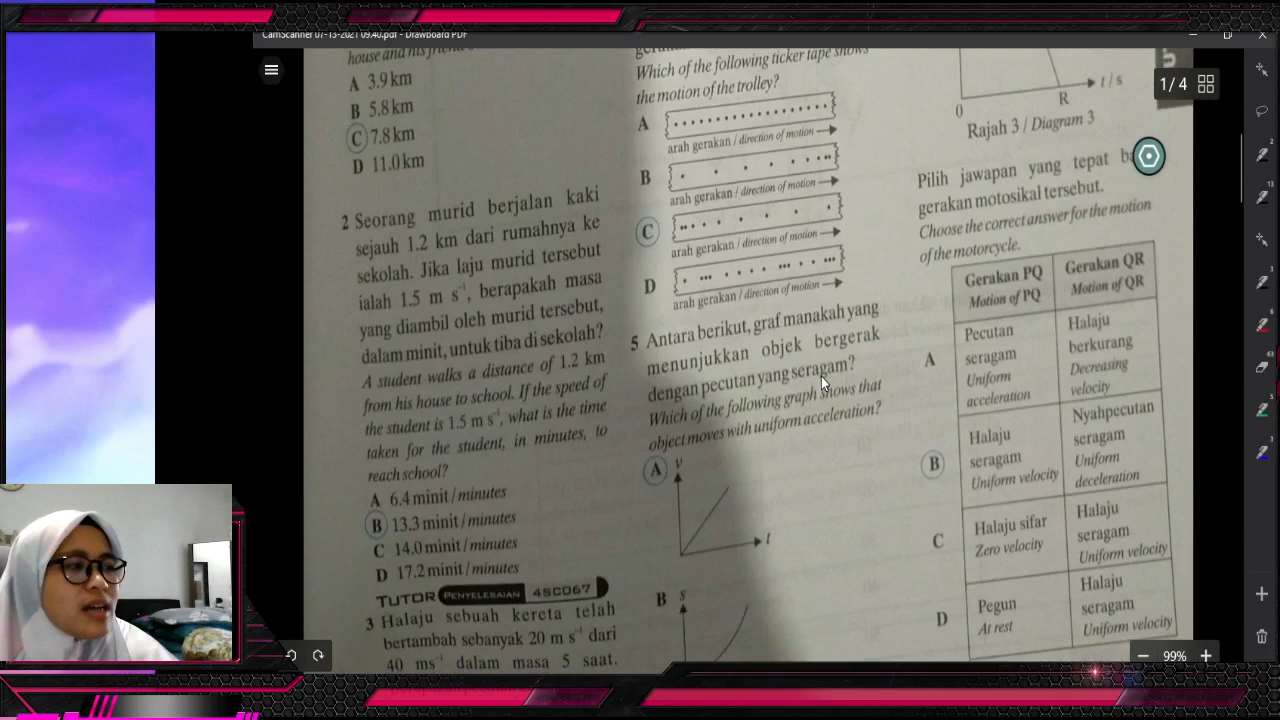 CamScanner 07-13-2021 09.40.pdf - Drawboard PDF
1/4
house and his friend's
A 3.9 km
B 5.8 km
C 7.8 km
D 11.0 km
2 Seorang murid berjalan kaki
sejauh 1.2 km dari rumahnya ke
sekolah. Jika laju murid tersebut
ialah 1.5 m s⁻¹, berapakah masa
yang diambil oleh murid tersebut,
dalam minit, untuk tiba di sekolah?
A student walks a distance of 1.2 km
from his house to school. If the speed of
the student is 1.5 m s⁻¹, what is the time
taken for the student, in minutes, to
reach school?
A 6.4 minit / minutes
B 13.3 minit / minutes
C 14.0 minit / minutes
D 17.2 minit / minutes
TUTOR PENYELESAIAN 4SC067
3 Halaju sebuah kereta telah
bertambah sebanyak 20 m s⁻¹ dari
40 ms⁻¹ dalam masa 5 saat.
Which of the following ticker tape shows
the motion of the trolley?
A
arah gerakan / direction of motion
B
arah gerakan / direction of motion
C
arah gerakan / direction of motion
D
arah gerakan / direction of motion
5 Antara berikut, graf manakah yang
menunjukkan objek bergerak
dengan pecutan yang seragam?
Which of the following graph shows that
object moves with uniform acceleration?
A v
t
B s
0 R t / s
Rajah 3 / Diagram 3
Pilih jawapan yang tepat
gerakan motosikal tersebut.
Choose the correct answer for the motion
of the motorcycle.
Gerakan PQ
Motion of PQ
Gerakan QR
Motion of QR
A
Pecutan
seragam
Uniform
acceleration
Halaju
berkurang
Decreasing
velocity
B
Halaju
seragam
Uniform velocity
Nyahpecutan
seragam
Uniform
deceleration
C
Halaju sifar
Zero velocity
Halaju
seragam
Uniform velocity
D
Pegun
At rest
Halaju
seragam
Uniform velocity
99%